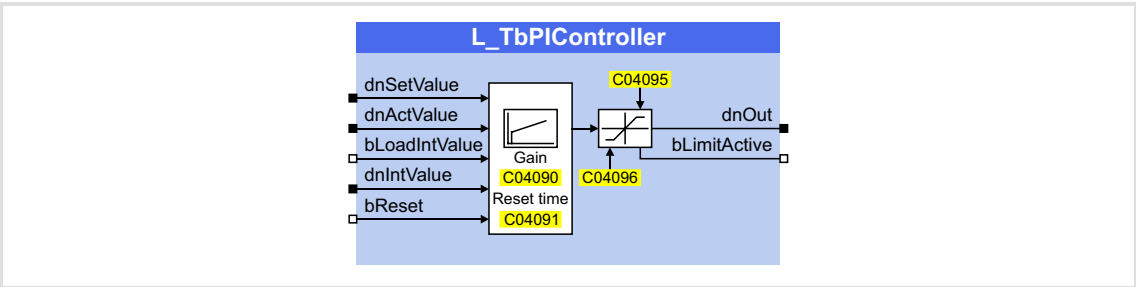 L_TbPIController
dnSetValue
dnActValue
bLoadIntValue
dnIntValue
bReset
Gain
C04090
Reset time
C04091
C04095
C04096
dnOut
bLimitActive